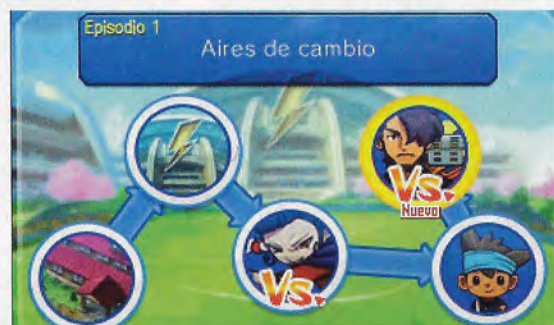 Episodio 1
Aires de cambio
Vs.
Nuevo
Vs.